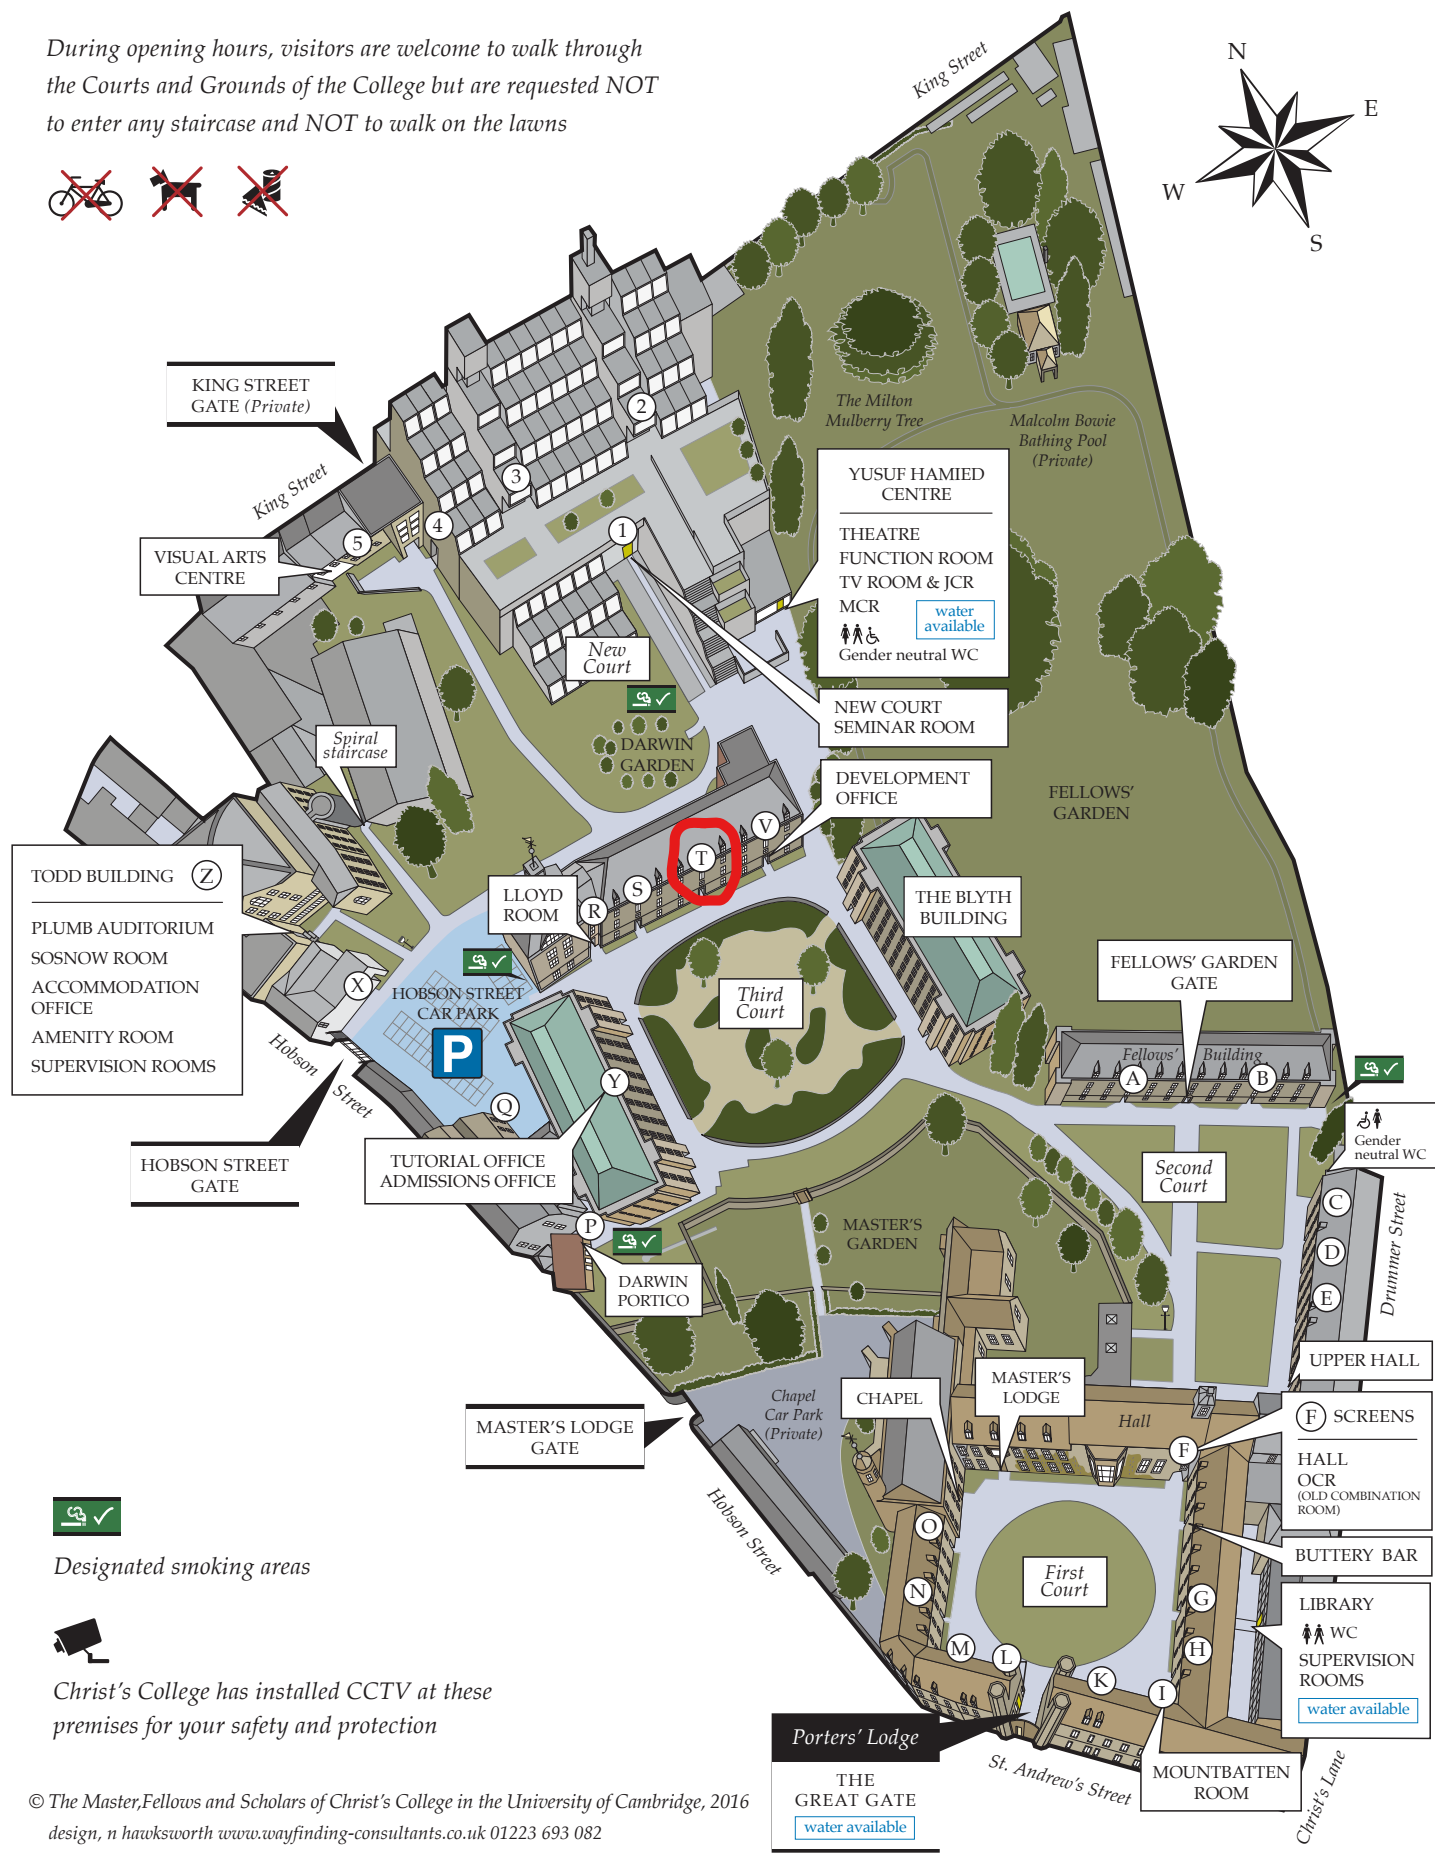 During opening hours, visitors are welcome to walk through
the Courts and Grounds of the College but are requested NOT
to enter any staircase and NOT to walk on the lawns
King Street
N
E
W
S
KING STREET
GATE (Private)
King Street
2
3
4
5
1
The Milton
Mulberry Tree
Malcolm Bowie
Bathing Pool
(Private)
YUSUF HAMIED
CENTRE
THEATRE
FUNCTION ROOM
TV ROOM & JCR
MCR
water
available
Gender neutral WC
VISUAL ARTS
CENTRE
New
Court
NEW COURT
SEMINAR ROOM
Spiral
staircase
DARWIN
GARDEN
DEVELOPMENT
OFFICE
FELLOWS'
GARDEN
V
T
S
R
LLOYD
ROOM
TODD BUILDING Z
PLUMB AUDITORIUM
SOSNOW ROOM
ACCOMMODATION
OFFICE
AMENITY ROOM
SUPERVISION ROOMS
THE BLYTH
BUILDING
FELLOWS' GARDEN
GATE
X
HOBSON STREET
CAR PARK
P
Third
Court
Hobson
Street
Fellows' Building
A
B
Y
Q
HOBSON STREET
GATE
TUTORIAL OFFICE
ADMISSIONS OFFICE
Gender
neutral WC
Second
Court
C
D
E
Drummer Street
P
DARWIN
PORTICO
MASTER'S
GARDEN
UPPER HALL
MASTER'S LODGE
GATE
Chapel
Car Park
(Private)
CHAPEL
MASTER'S
LODGE
Hall
F
F SCREENS
HALL
OCR
(OLD COMBINATION
ROOM)
Hobson Street
BUTTERY BAR
O
N
M
L
First
Court
G
H
K
I
LIBRARY
WC
SUPERVISION
ROOMS
water available
Designated smoking areas
Christ's College has installed CCTV at these
premises for your safety and protection
Porters' Lodge
THE
GREAT GATE
water available
St. Andrew's Street
MOUNTBATTEN
ROOM
Christ's Lane
© The Master,Fellows and Scholars of Christ's College in the University of Cambridge, 2016
design, n hawksworth www.wayfinding-consultants.co.uk 01223 693 082